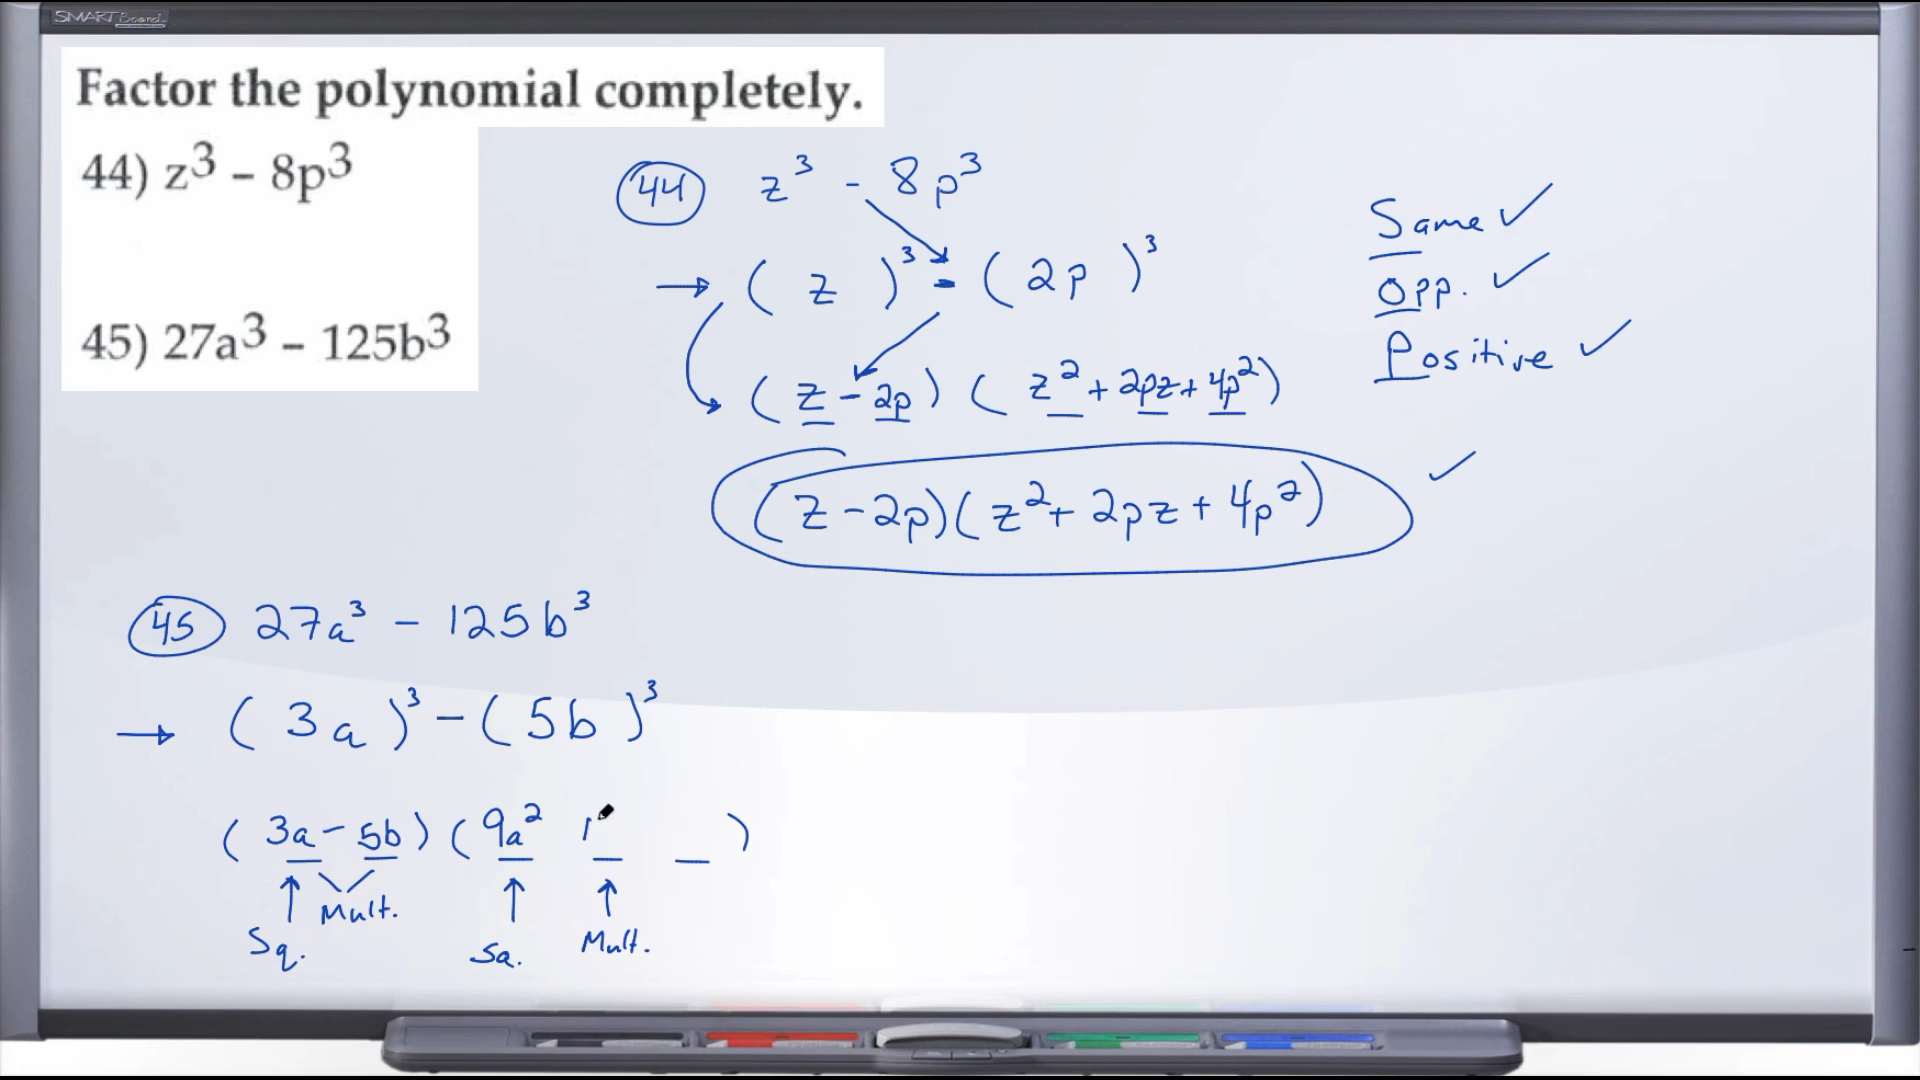 SMART Board
Factor the polynomial completely.
44) z³ – 8p³
45) 27a³ – 125b³
44 z³ - 8p³
→ ( z )³ - ( 2p )³
( z - 2p ) ( z² + 2pz + 4p² )
(z - 2p)(z² + 2pz + 4p²) ✓
Same ✓
Opp. ✓
Positive ✓
45 27a³ - 125b³
→ ( 3a )³ - ( 5b )³
( 3a - 5b ) ( 9a² 1 _ )
↑ Mult. ↑ ↑
Sq. Sq. Mult.